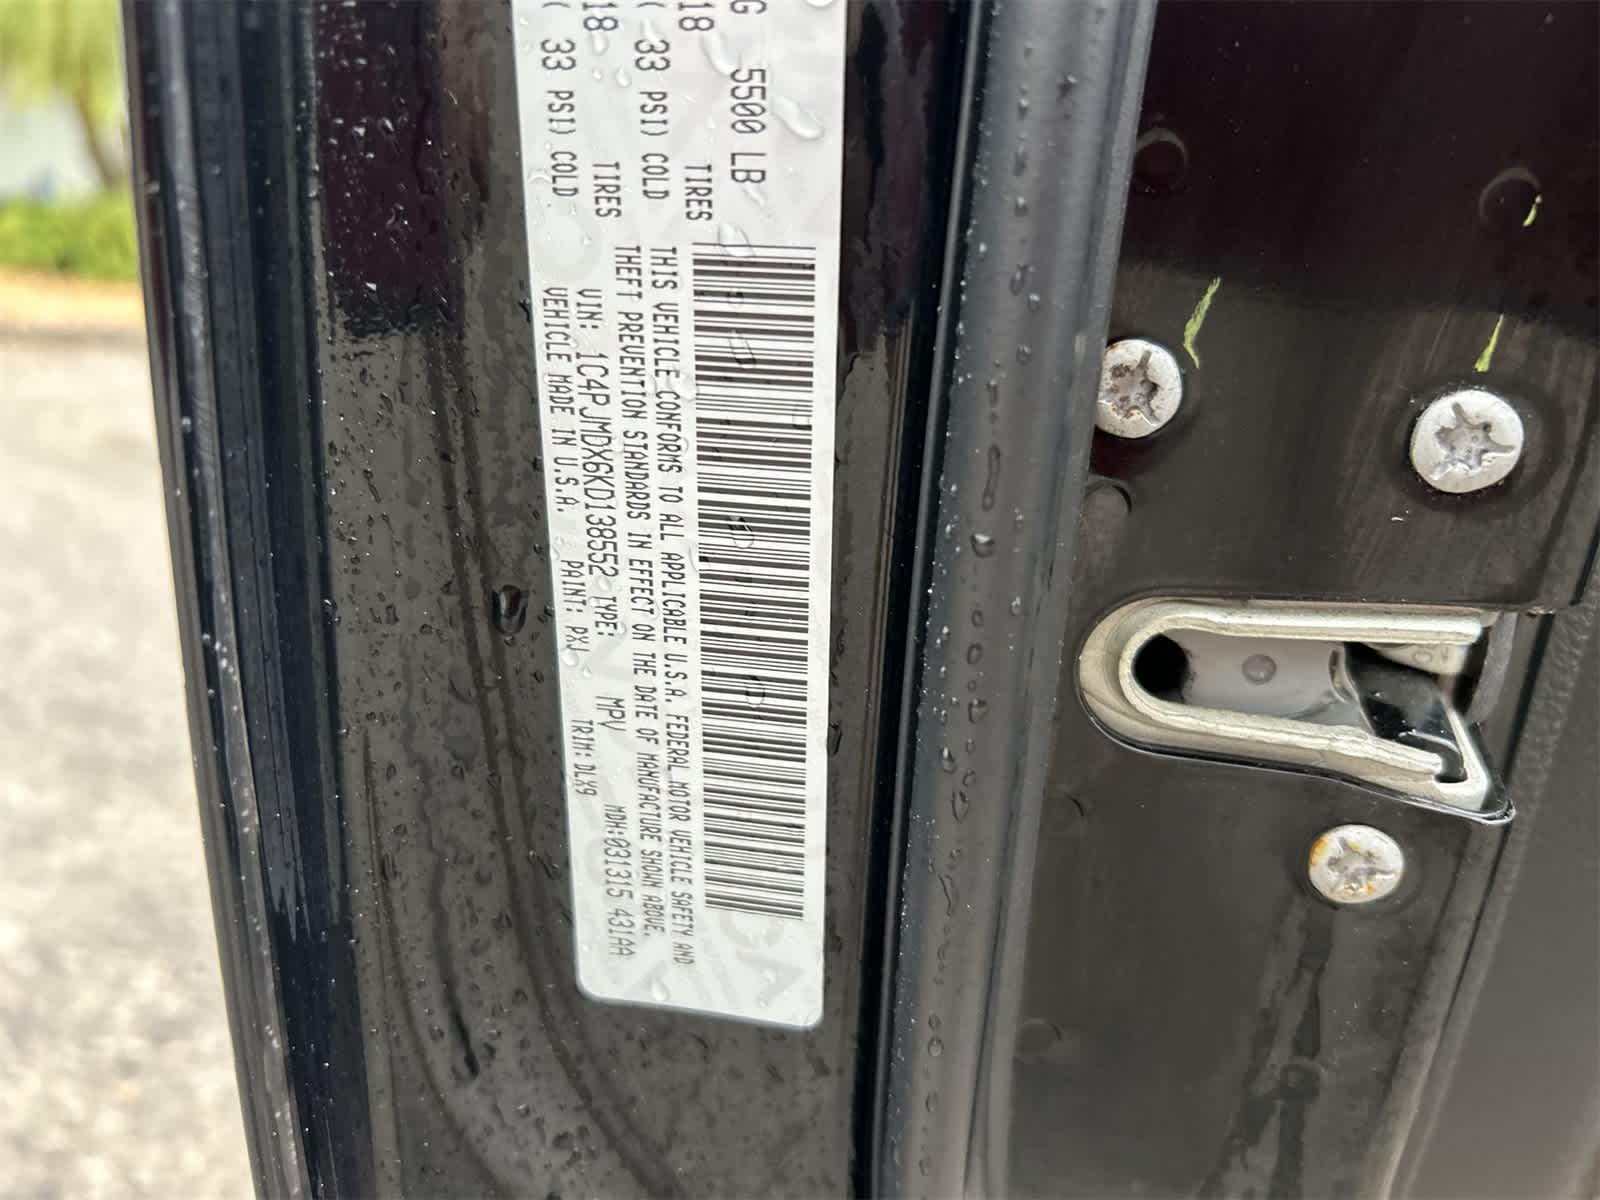 G 5500 LB
18 TIRES
( 33 PSI) COLD
18 TIRES
( 33 PSI) COLD
THIS VEHICLE CONFORMS TO ALL APPLICABLE U.S.A. FEDERAL MOTOR VEHICLE SAFETY AND
THEFT PREVENTION STANDARDS IN EFFECT ON THE DATE OF MANUFACTURE SHOWN ABOVE.
VIN: 1C4PJMDX6KD138552 TYPE: MPV MDH:031315 431AA
VEHICLE MADE IN U.S.A. PAINT: PXJ TRIM: DLX9